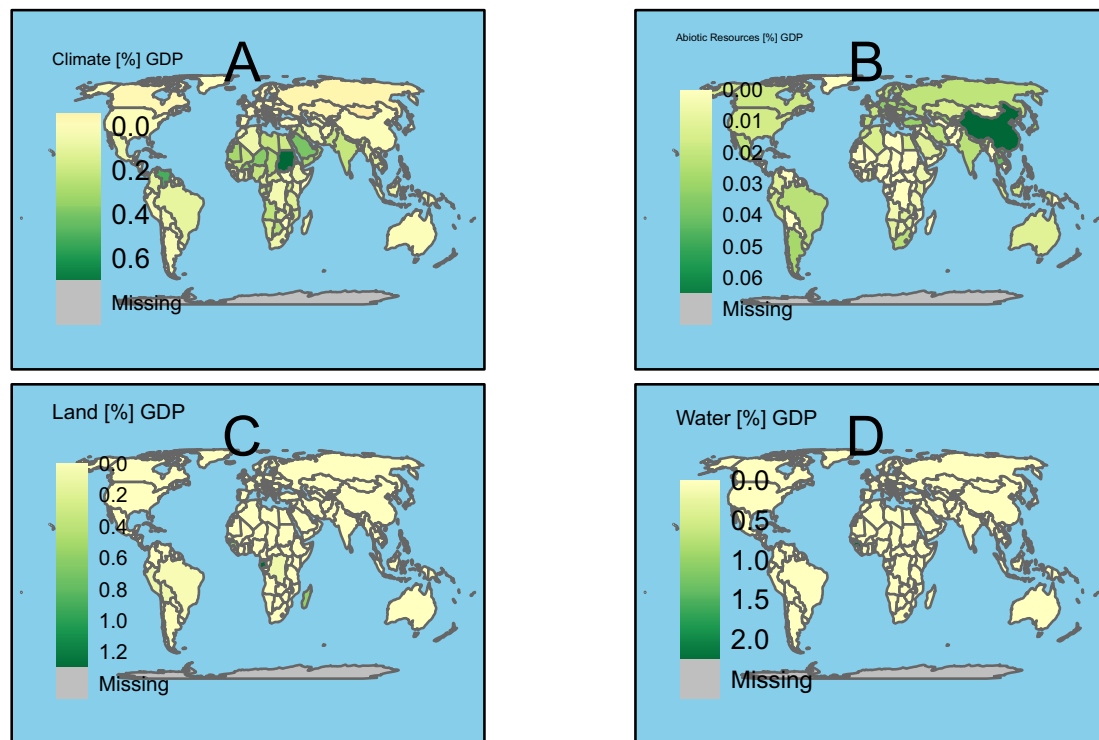 A
Climate [%] GDP
0.0
0.2
0.4
0.6
Missing
B
Abiotic Resources [%] GDP
0.00
0.01
0.02
0.03
0.04
0.05
0.06
Missing
C
Land [%] GDP
0.0
0.2
0.4
0.6
0.8
1.0
1.2
Missing
D
Water [%] GDP
0.0
0.5
1.0
1.5
2.0
Missing